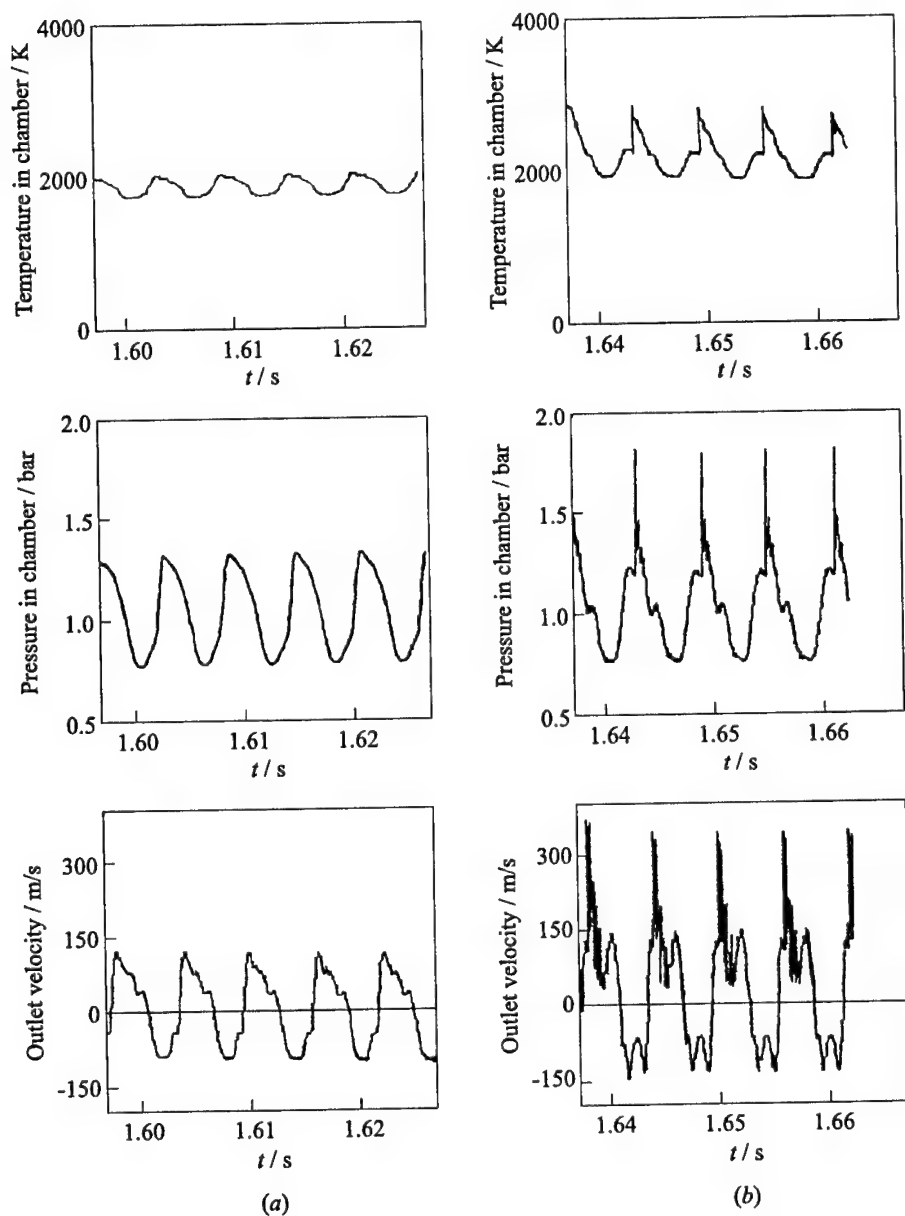 Temperature in chamber / K
4000
2000
0
1.60 1.61 1.62
t / s
Temperature in chamber / K
4000
2000
0
1.64 1.65 1.66
t / s
Pressure in chamber / bar
2.0
1.5
1.0
0.5
1.60 1.61 1.62
t / s
Pressure in chamber / bar
2.0
1.5
1.0
0.5
1.64 1.65 1.66
t / s
Outlet velocity / m/s
300
150
0
-150
1.60 1.61 1.62
t / s
(a)
Outlet velocity / m/s
300
150
0
-150
1.64 1.65 1.66
t / s
(b)